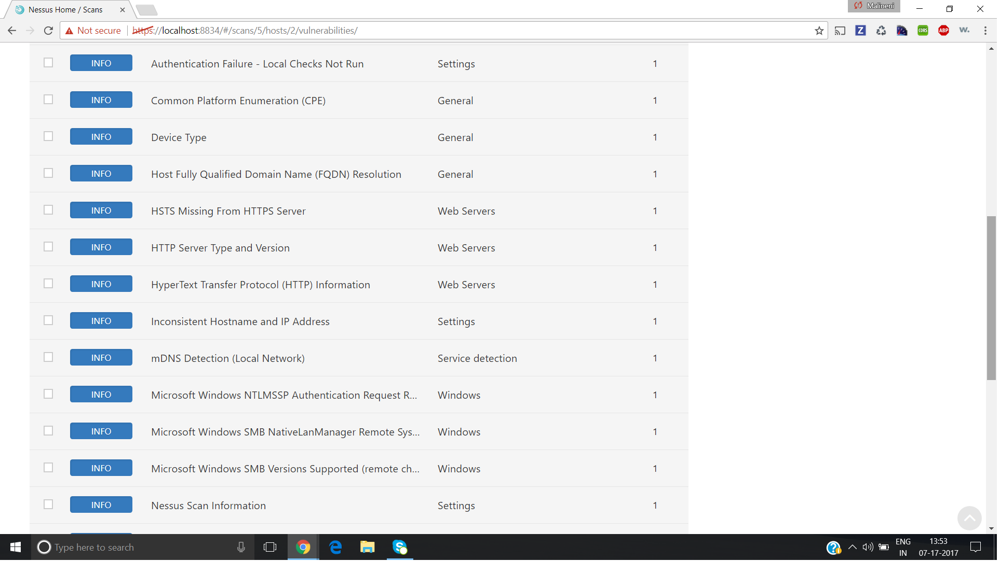 Nessus Home / Scans
Malineni
Not secure https://localhost:8834/#/scans/5/hosts/2/vulnerabilities/
Z CORS ABP w.
INFO Authentication Failure - Local Checks Not Run Settings 1
INFO Common Platform Enumeration (CPE) General 1
INFO Device Type General 1
INFO Host Fully Qualified Domain Name (FQDN) Resolution General 1
INFO HSTS Missing From HTTPS Server Web Servers 1
INFO HTTP Server Type and Version Web Servers 1
INFO HyperText Transfer Protocol (HTTP) Information Web Servers 1
INFO Inconsistent Hostname and IP Address Settings 1
INFO mDNS Detection (Local Network) Service detection 1
INFO Microsoft Windows NTLMSSP Authentication Request R... Windows 1
INFO Microsoft Windows SMB NativeLanManager Remote Sys... Windows 1
INFO Microsoft Windows SMB Versions Supported (remote ch... Windows 1
INFO Nessus Scan Information Settings 1
Type here to search
ENG 13:53
IN 07-17-2017